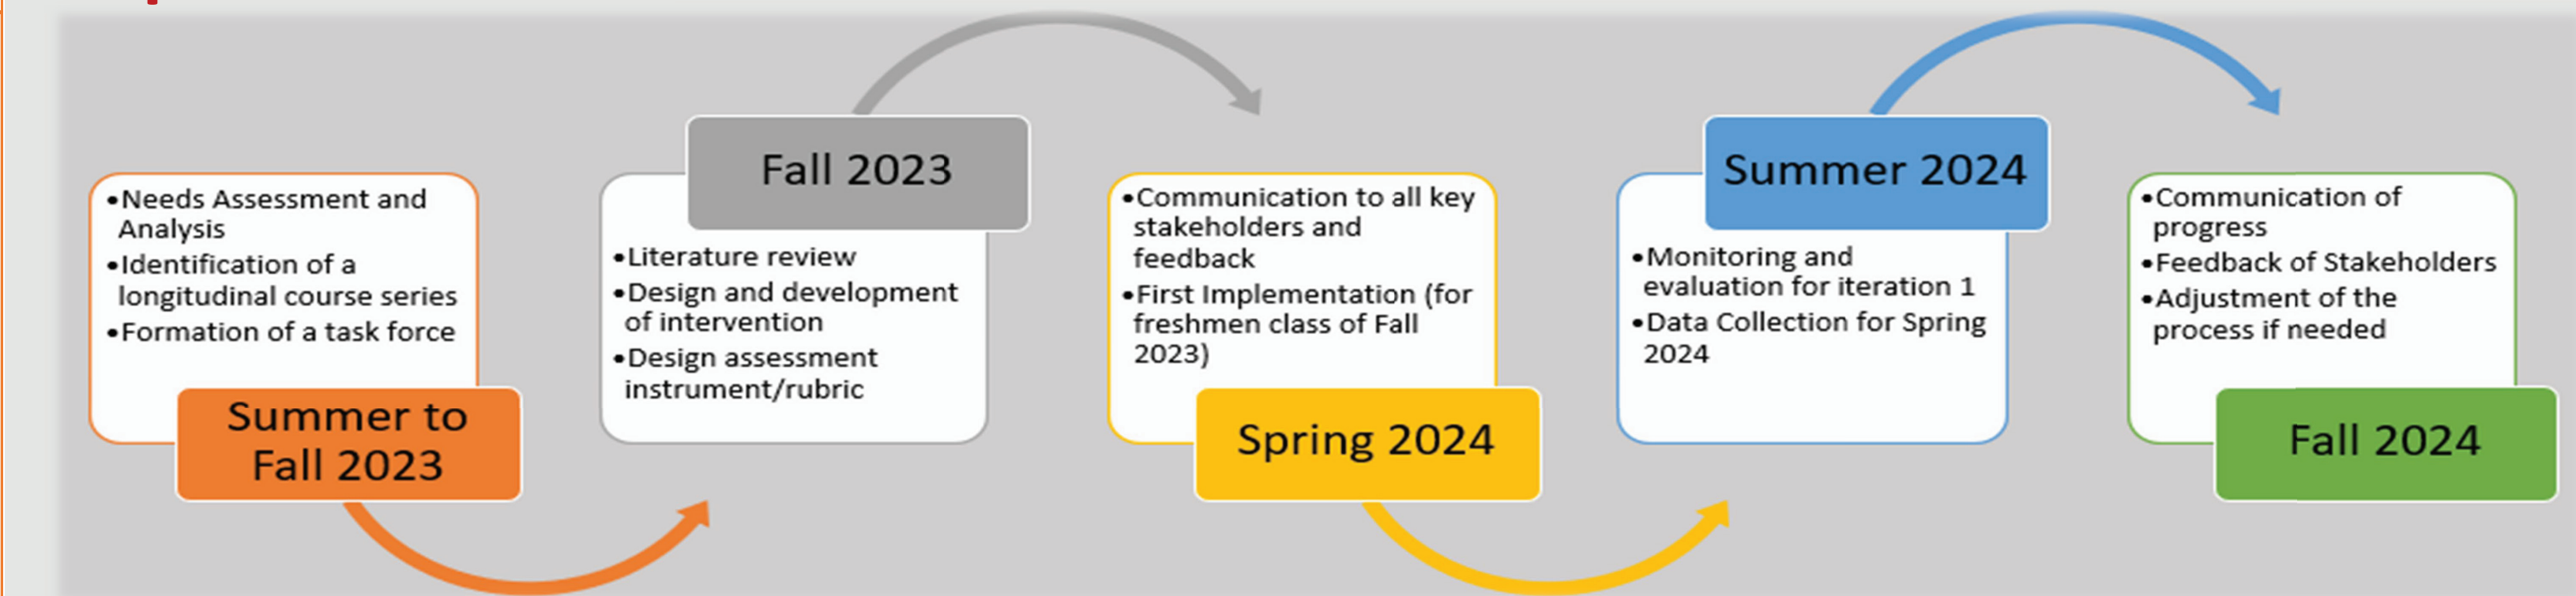 •Needs Assessment and
Analysis
•Identification of a
longitudinal course series
•Formation of a task force
Summer to
Fall 2023
Fall 2023
•Literature review
•Design and development
of intervention
•Design assessment
instrument/rubric
•Communication to all key
stakeholders and
feedback
•First Implementation (for
freshmen class of Fall
2023)
Spring 2024
Summer 2024
•Monitoring and
evaluation for iteration 1
•Data Collection for Spring
2024
•Communication of
progress
•Feedback of Stakeholders
•Adjustment of the
process if needed
Fall 2024